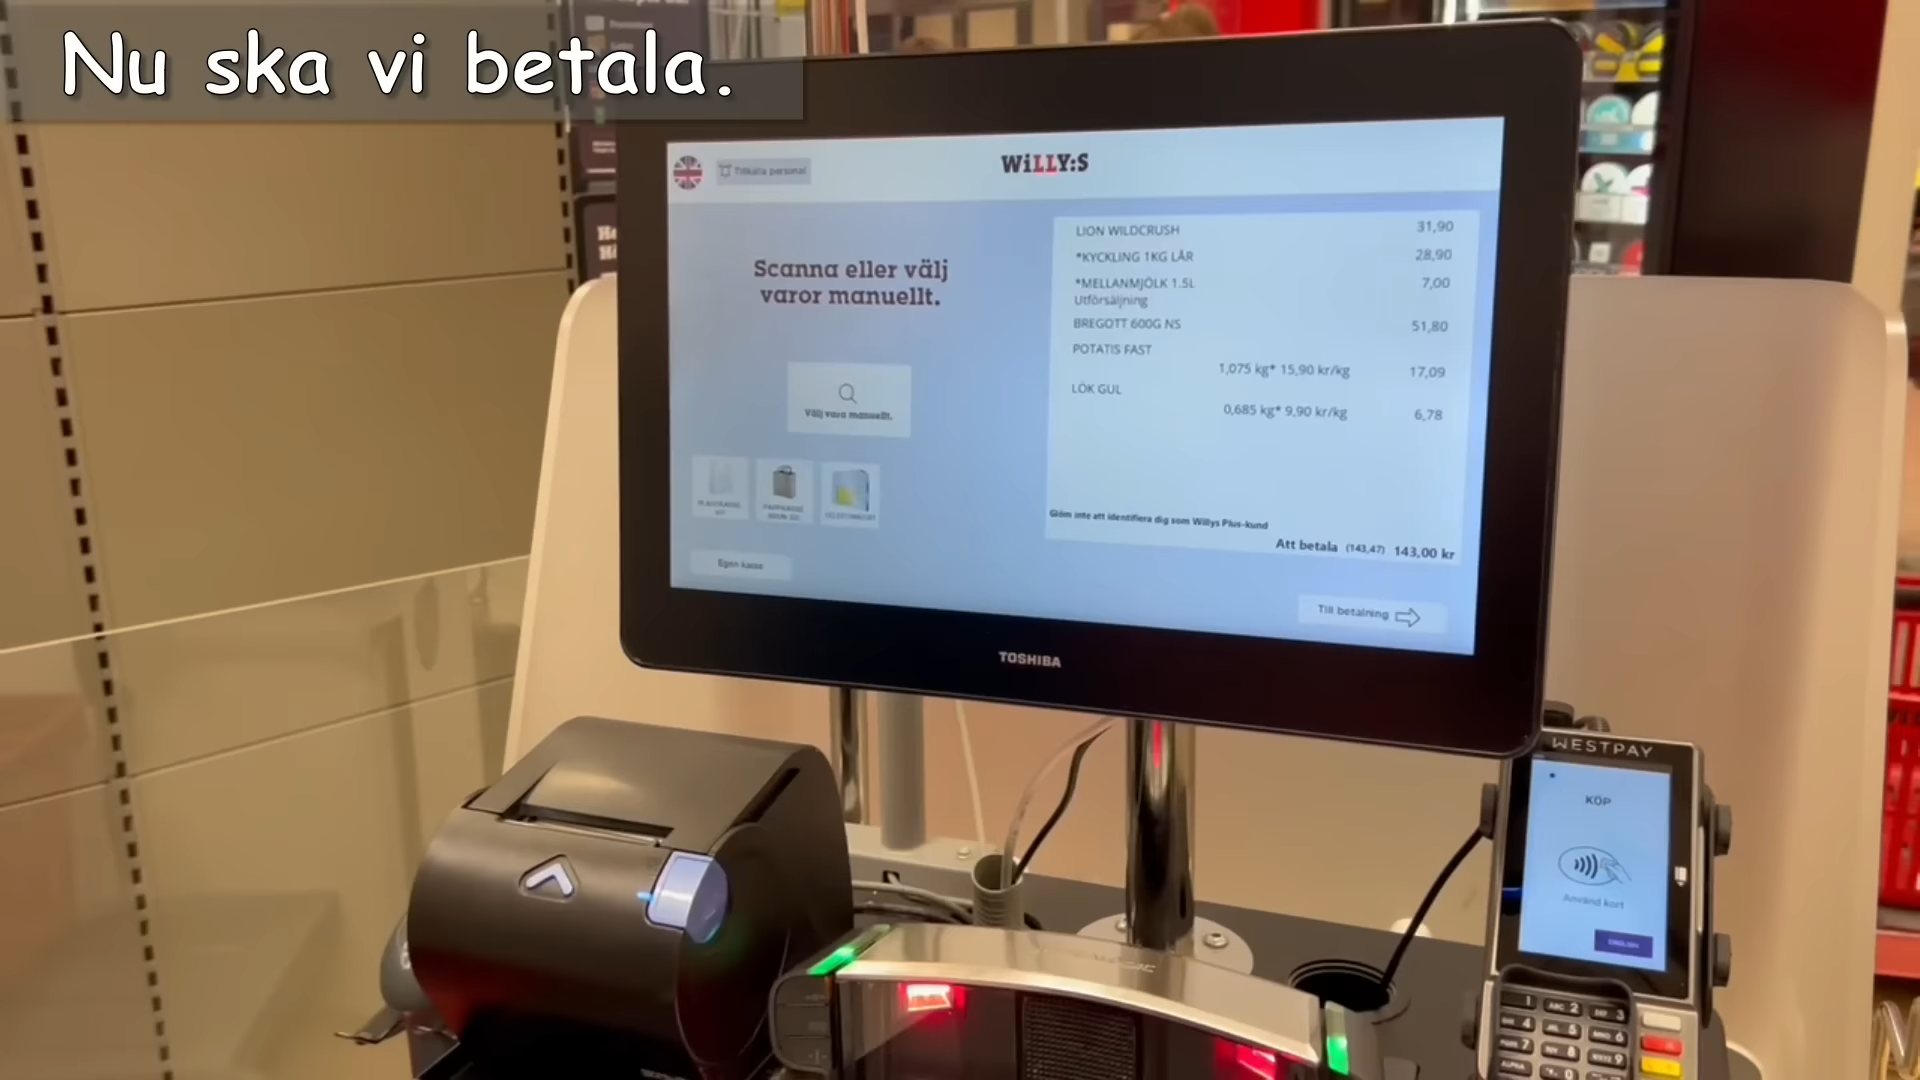 Nu ska vi betala.
Tillkalla personal
WiLLY:S
Scanna eller välj
varor manuellt.
Välj vara manuellt.
Egen kasse
LION WILDCRUSH 31,90
*KYCKLING 1KG LÅR 28,90
*MELLANMJÖLK 1.5L 7,00
Utförsäljning
BREGOTT 600G NS 51,80
POTATIS FAST
1,075 kg* 15,90 kr/kg 17,09
LÖK GUL
0,685 kg* 9,90 kr/kg 6,78
Glöm inte att identifiera dig som Willys Plus-kund
Att betala (143,47) 143,00 kr
Till betalning
TOSHIBA
WESTPAY
KÖP
Använd kort
ENGLISH